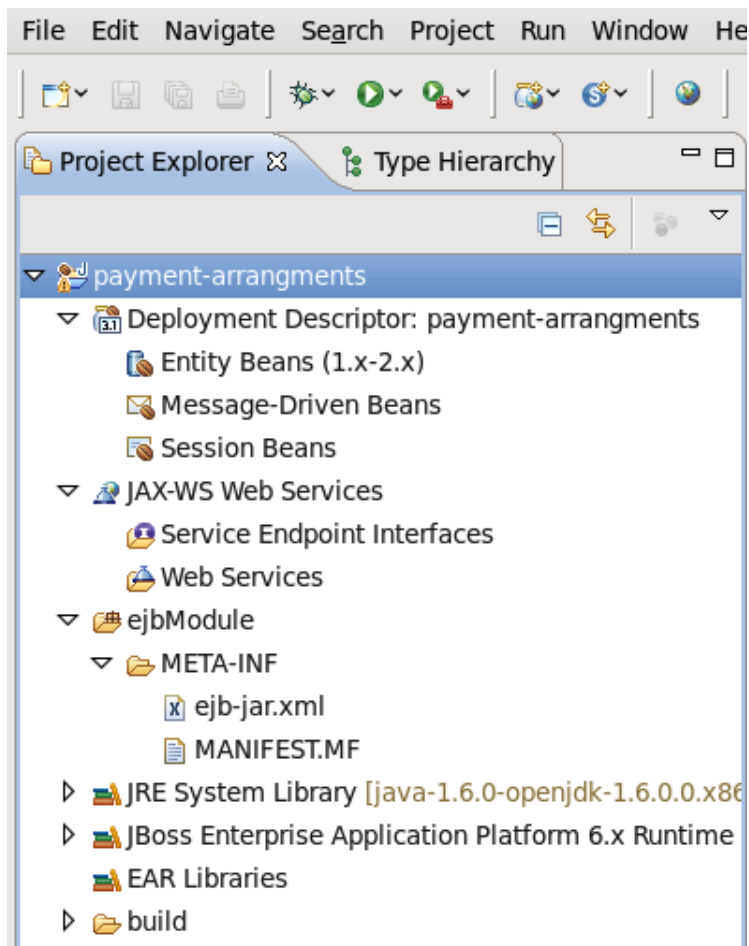 File Edit Navigate Search Project Run Window He
Project Explorer Type Hierarchy
payment-arrangments
3.1 Deployment Descriptor: payment-arrangments
Entity Beans (1.x-2.x)
Message-Driven Beans
Session Beans
JAX-WS Web Services
Service Endpoint Interfaces
Web Services
ejbModule
META-INF
ejb-jar.xml
MANIFEST.MF
JRE System Library [java-1.6.0-openjdk-1.6.0.0.x86
JBoss Enterprise Application Platform 6.x Runtime
EAR Libraries
build